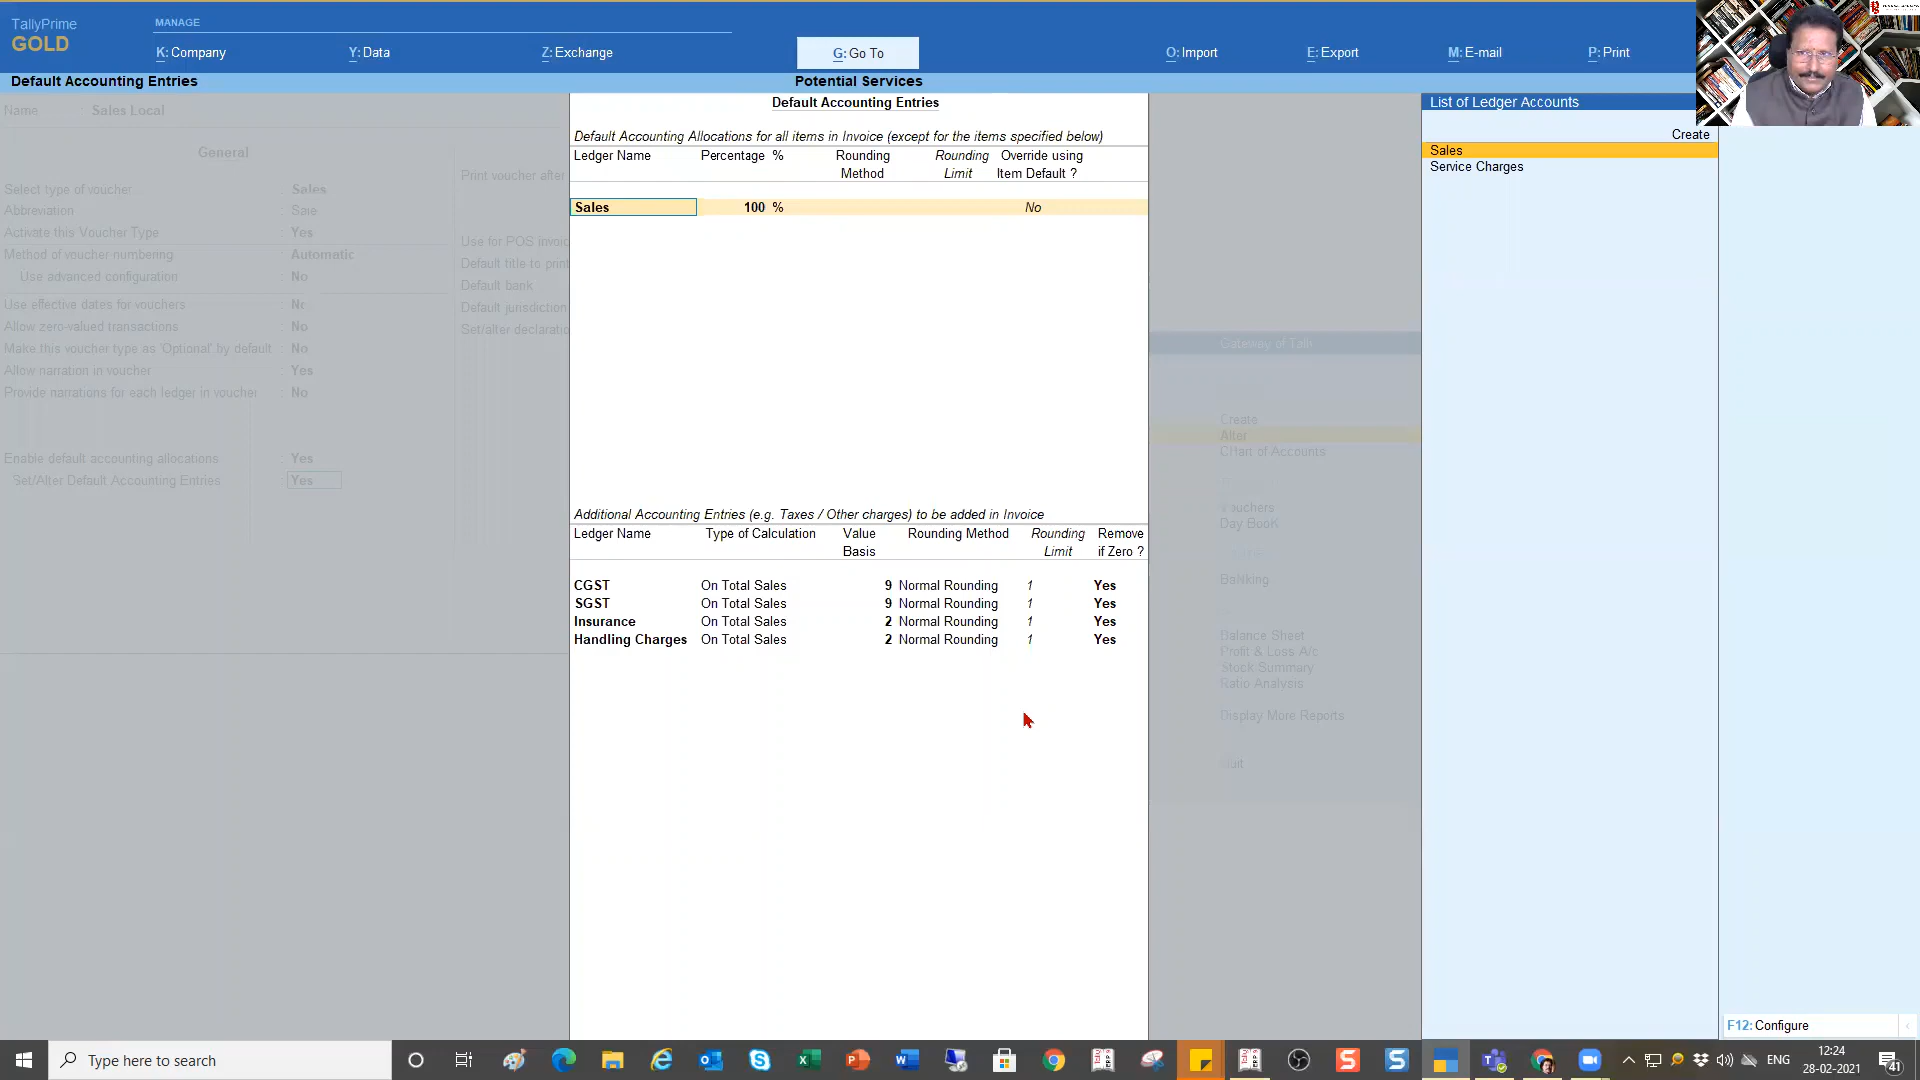 TallyPrime
GOLD
MANAGE
K: Company
Y: Data
Z: Exchange
G: Go To
O: Import
E: Export
M: E-mail
P: Print
Default Accounting Entries
Potential Services
Name : Sales Local
General
Select type of voucher : Sales
Abbreviation : Sale
Activate this Voucher Type : Yes
Method of voucher numbering : Automatic
Use advanced configuration : No
Use effective dates for vouchers : No
Allow zero-valued transactions : No
Make this voucher type as 'Optional' by default : No
Allow narration in voucher : Yes
Provide narrations for each ledger in voucher : No
Enable default accounting allocations : Yes
Set/Alter Default Accounting Entries : Yes
Print voucher after
Use for POS Invoic
Default title to print
Default bank
Default jurisdiction
Set/alter declaratio
Default Accounting Entries
Default Accounting Allocations for all items in Invoice (except for the items specified below)
Ledger Name Percentage % Rounding Rounding Override using
Method Limit Item Default ?
Sales 100 % No
Additional Accounting Entries (e.g. Taxes / Other charges) to be added in Invoice
Ledger Name Type of Calculation Value Rounding Method Rounding Remove
Basis Limit if Zero ?
CGST On Total Sales 9 Normal Rounding 1 Yes
SGST On Total Sales 9 Normal Rounding 1 Yes
Insurance On Total Sales 2 Normal Rounding 1 Yes
Handling Charges On Total Sales 2 Normal Rounding 1 Yes
Gateway of Tally
Create
Alter
CHart of Accounts
Vouchers
Day BooK
BaNking
Balance Sheet
Profit & Loss A/c
Stock Summary
Ratio Analysis
Display More Reports
Quit
List of Ledger Accounts
Create
Sales
Service Charges
F12: Configure
Type here to search
ENG
12:24
28-02-2021
41